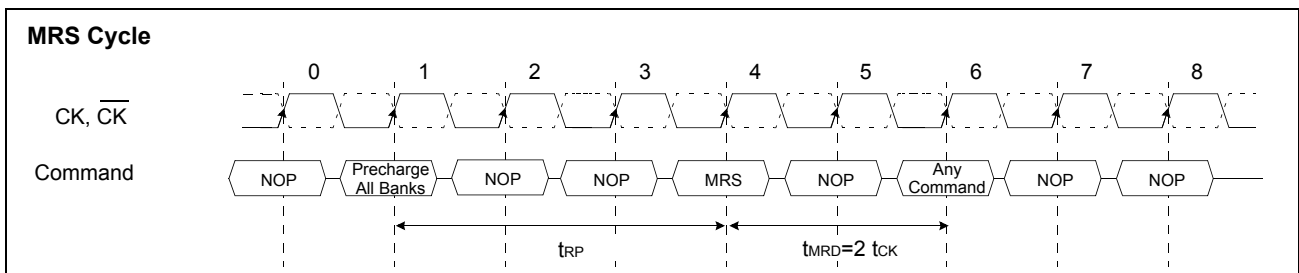 MRS Cycle
0 1 2 3 4 5 6 7 8
CK, C̅K̅
Command
NOP
Precharge
All Banks
NOP
NOP
MRS
NOP
Any
Command
NOP
NOP
tRP
tMRD=2 tCK